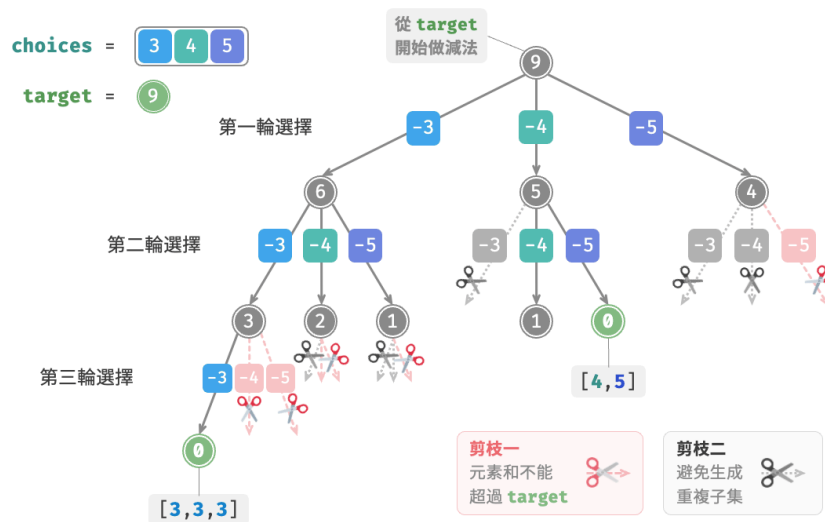 從 target
開始做減法
choices = 3 4 5
target = 9
9
第一輪選擇
-3 -4 -5
6 5 4
第二輪選擇
-3 -4 -5 -3 -4 -5 -3 -4 -5
3 2 1 1 0
第三輪選擇
-3 -4 -5
[4,5]
0
[3,3,3]
剪枝一
元素和不能
超過 target
剪枝二
避免生成
重複子集